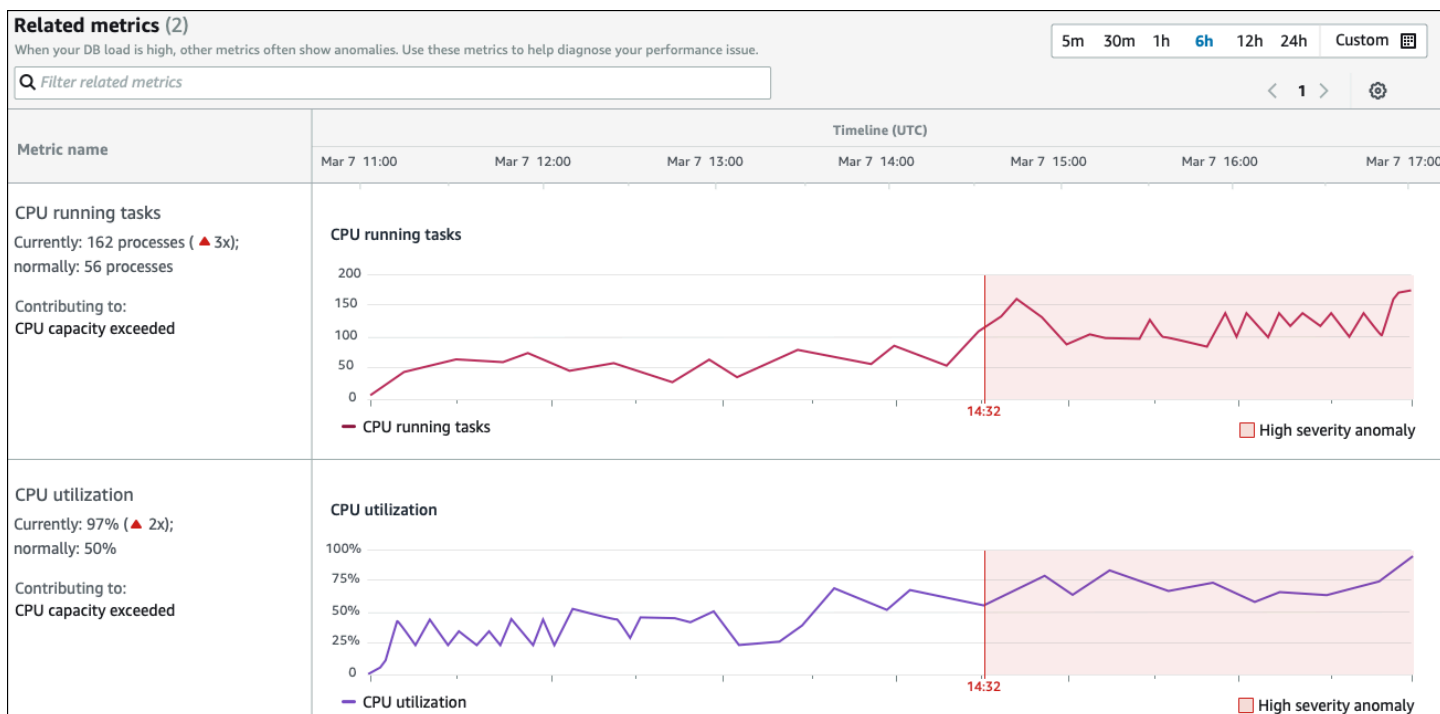 Related metrics (2)
When your DB load is high, other metrics often show anomalies. Use these metrics to help diagnose your performance issue.
5m 30m 1h 6h 12h 24h Custom
Filter related metrics
1
Metric name
Timeline (UTC)
Mar 7 11:00 Mar 7 12:00 Mar 7 13:00 Mar 7 14:00 Mar 7 15:00 Mar 7 16:00 Mar 7 17:00
CPU running tasks
Currently: 162 processes ( ▲ 3x);
normally: 56 processes
Contributing to:
CPU capacity exceeded
CPU running tasks
200
150
100
50
0
14:32
CPU running tasks
High severity anomaly
CPU utilization
Currently: 97% (▲ 2x);
normally: 50%
Contributing to:
CPU capacity exceeded
CPU utilization
100%
75%
50%
25%
0
14:32
CPU utilization
High severity anomaly